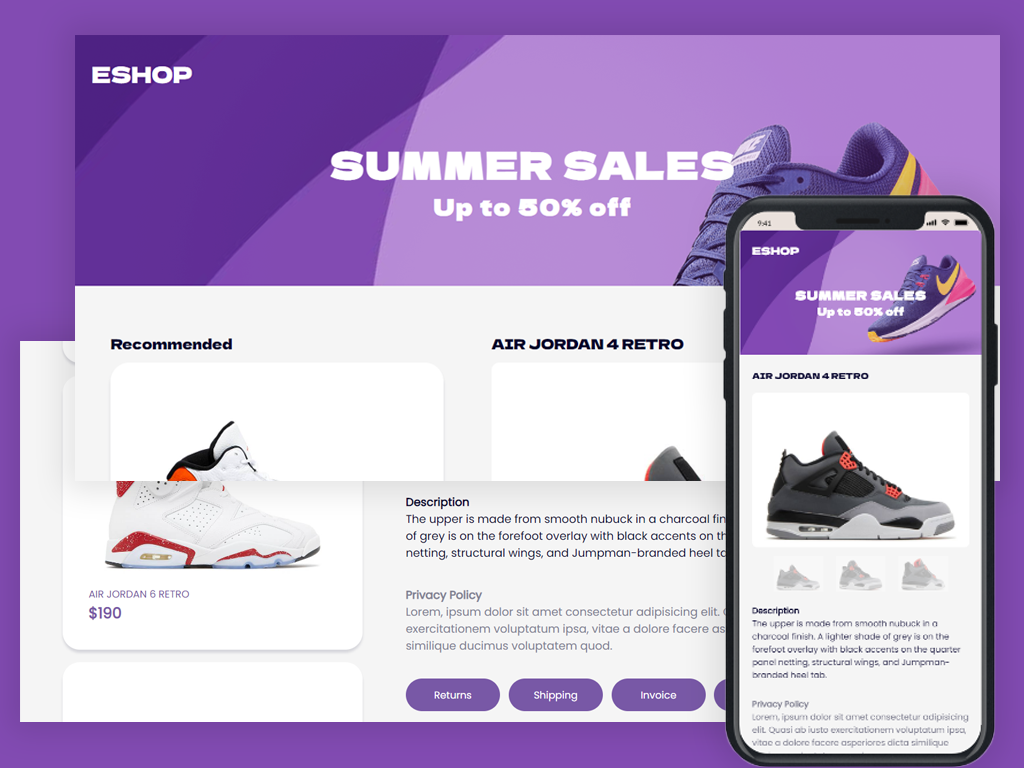 ESHOP
SUMMER SALES
Up to 50% off
Recommended
AIR JORDAN 4 RETRO
AIR JORDAN 6 RETRO
$190
Description
The upper is made from smooth nubuck in a charcoal fin
of grey is on the forefoot overlay with black accents on th
netting, structural wings, and Jumpman-branded heel ta
Privacy Policy
Lorem, ipsum dolor sit amet consectetur adipisicing elit.
exercitationem voluptatum ipsa, vitae a dolore facere as
similique ducimus voluptatem quod.
Returns
Shipping
Invoice
9:41
ESHOP
SUMMER SALES
Up to 50% off
AIR JORDAN 4 RETRO
Description
The upper is made from smooth nubuck in a
charcoal finish. A lighter shade of grey is on the
forefoot overlay with black accents on the quarter
panel netting, structural wings, and Jumpman-
branded heel tab.
Privacy Policy
Lorem, ipsum dolor sit amet consectetur adipisicing
elit. Quasi ab iusto exercitationem voluptatum ipsa,
vitae a dolore facere asperiores dicta similique